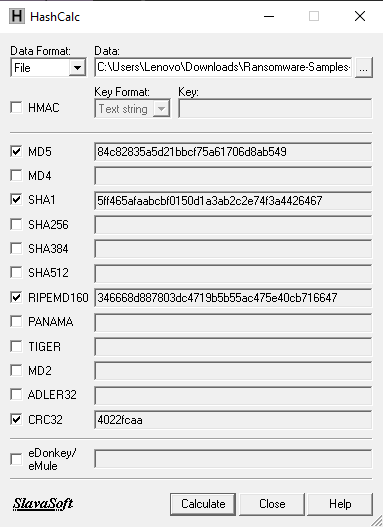 HashCalc
Data Format: Data:
File C:\Users\Lenovo\Downloads\Ransomware-Samples- ...
Key Format: Key:
HMAC Text string
MD5 84c82835a5d21bbcf75a61706d8ab549
MD4
SHA1 5ff465afaabcbf0150d1a3ab2c2e74f3a4426467
SHA256
SHA384
SHA512
RIPEMD160 346668d887803dc4719b5b55ac475e40cb716647
PANAMA
TIGER
MD2
ADLER32
CRC32 4022fcaa
eDonkey/
eMule
SlavaSoft Calculate Close Help